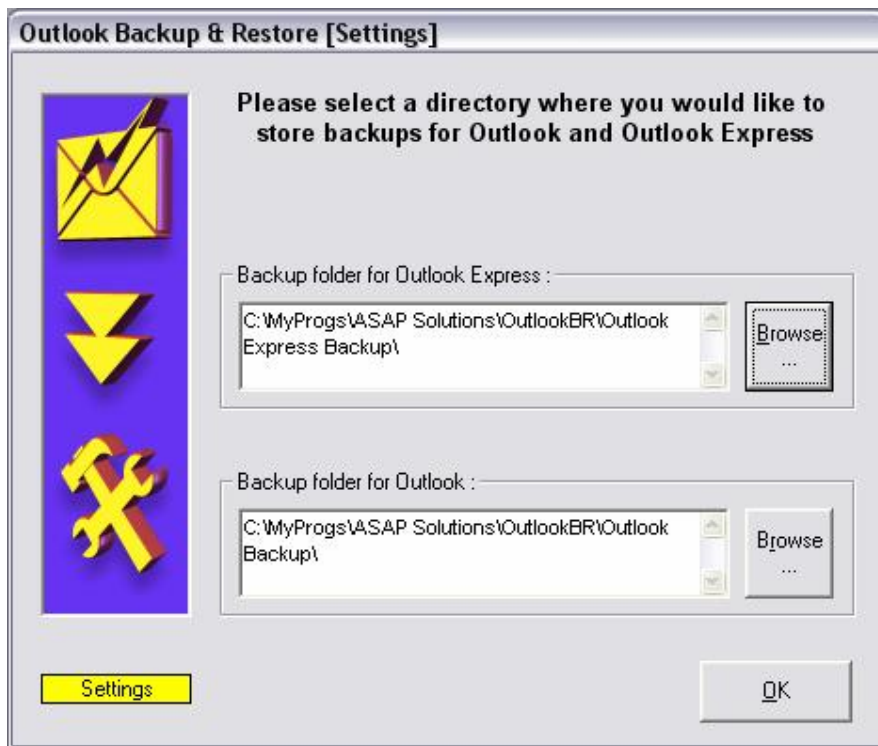 Outlook Backup & Restore [Settings]
Please select a directory where you would like to
store backups for Outlook and Outlook Express
Backup folder for Outlook Express :
C:\MyProgs\ASAP Solutions\OutlookBR\Outlook
Express Backup\
Browse
...
Backup folder for Outlook :
C:\MyProgs\ASAP Solutions\OutlookBR\Outlook
Backup\
Browse
...
Settings
OK